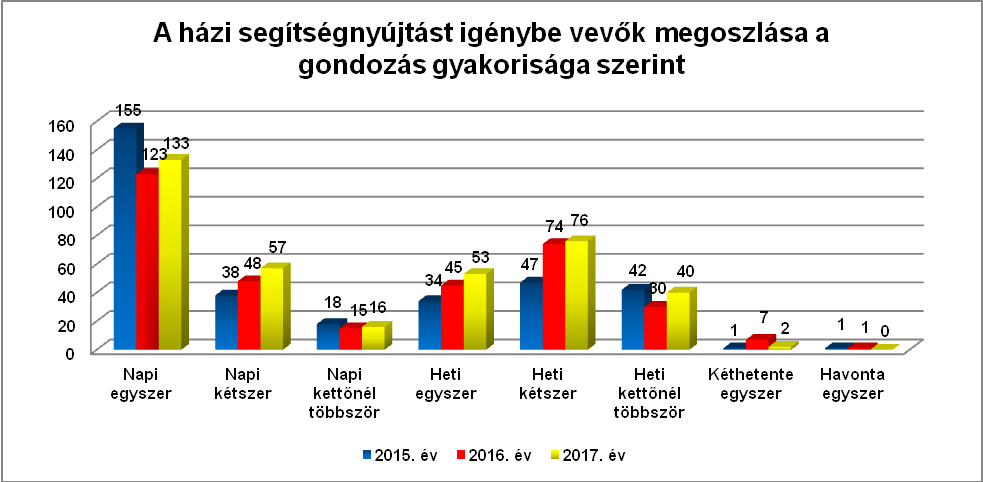 A házi segítségnyújtást igénybe vevők megoszlása a
gondozás gyakorisága szerint
160
140
120
100
80
60
40
20
0
155
123
133
38
48
57
18
15
16
34
45
53
47
74
76
42
30
40
1
7
2
1
1
0
Napi
egyszer
Napi
kétszer
Napi
kettőnél
többször
Heti
egyszer
Heti
kétszer
Heti
kettőnél
többször
Kéthetente
egyszer
Havonta
egyszer
2015. év
2016. év
2017. év